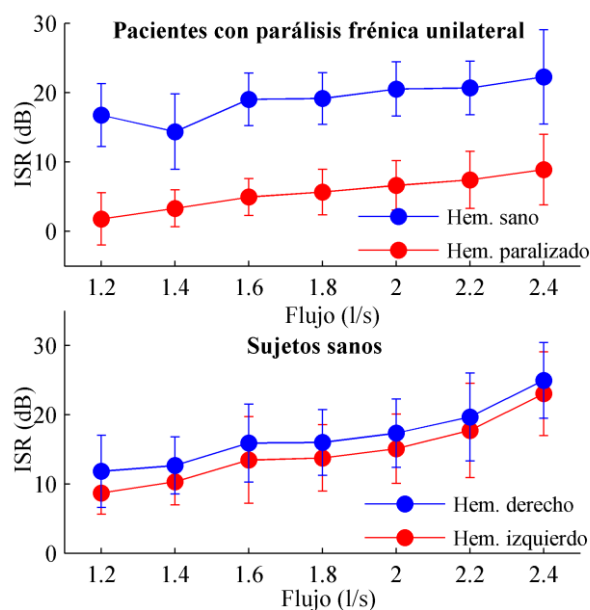 Pacientes con parálisis frénica unilateral
30
20
10
0
ISR (dB)
Hem. sano
Hem. paralizado
1.2 1.4 1.6 1.8 2 2.2 2.4
Flujo (l/s)
Sujetos sanos
30
20
10
0
ISR (dB)
Hem. derecho
Hem. izquierdo
1.2 1.4 1.6 1.8 2 2.2 2.4
Flujo (l/s)